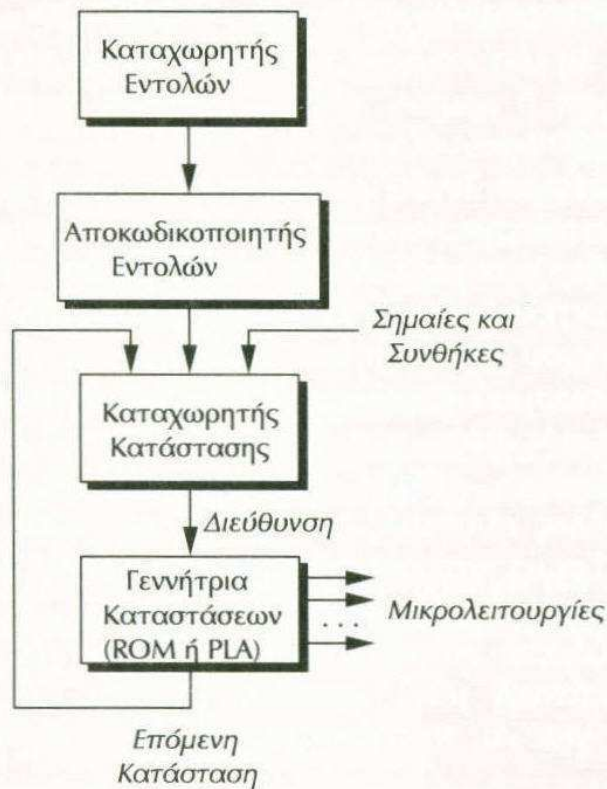 Καταχωρητής
Εντολών
Αποκωδικοποιητής
Εντολών
Σημαίες και
Συνθήκες
Καταχωρητής
Κατάστασης
Διεύθυνση
Γεννήτρια
Καταστάσεων
(ROM ή PLA)
. . .
Μικρολειτουργίες
Επόμενη
Κατάσταση